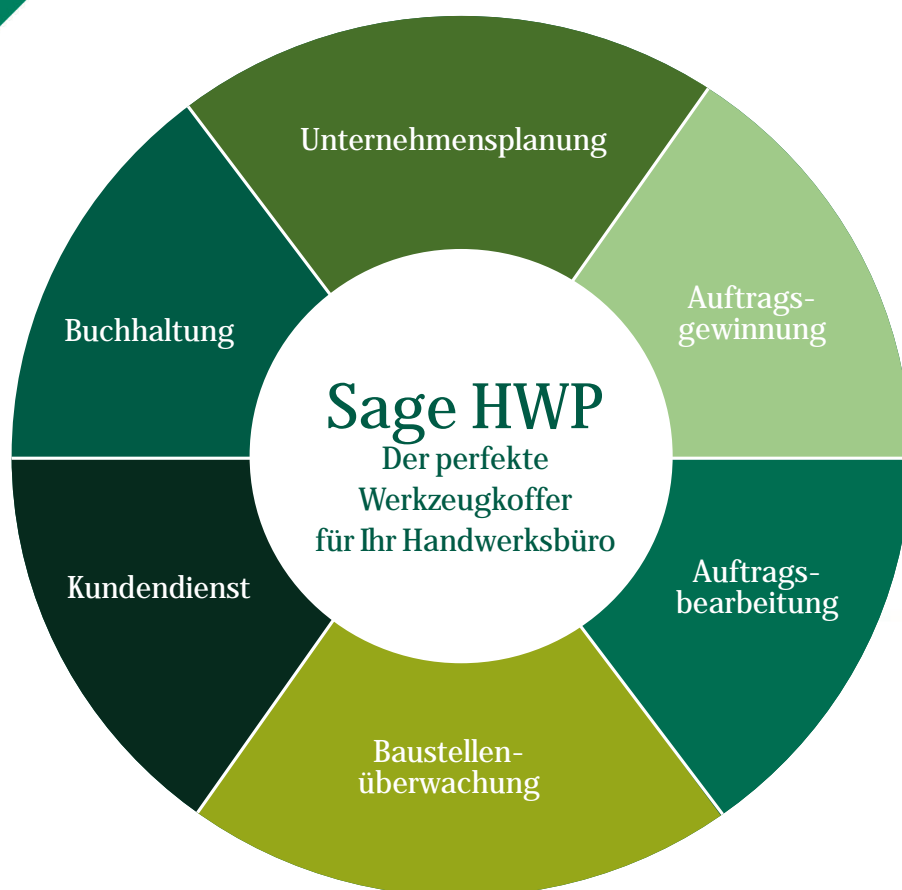 Unternehmensplanung
Auftrags-
gewinnung
Buchhaltung
Sage HWP
Der perfekte
Werkzeugkoffer
für Ihr Handwerksbüro
Kundendienst
Auftrags-
bearbeitung
Baustellen-
überwachung